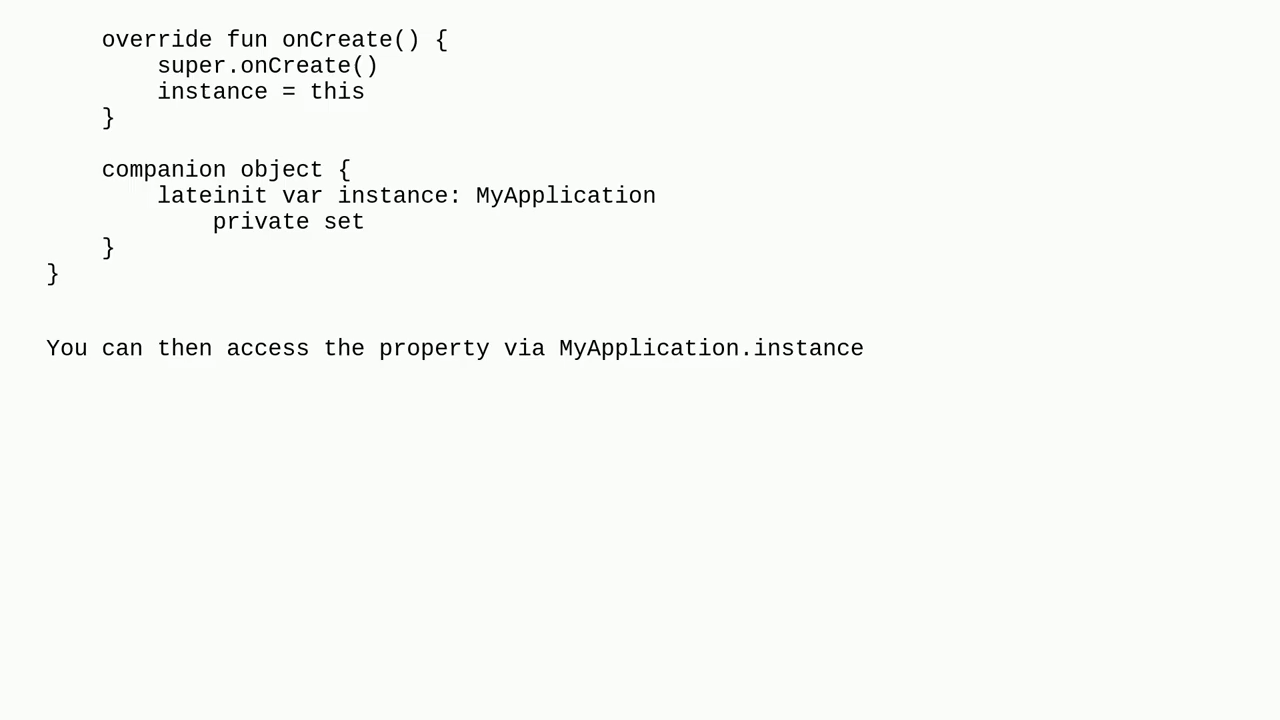 override fun onCreate() {
        super.onCreate()
        instance = this
    }

    companion object {
        lateinit var instance: MyApplication
            private set
    }
}

You can then access the property via MyApplication.instance